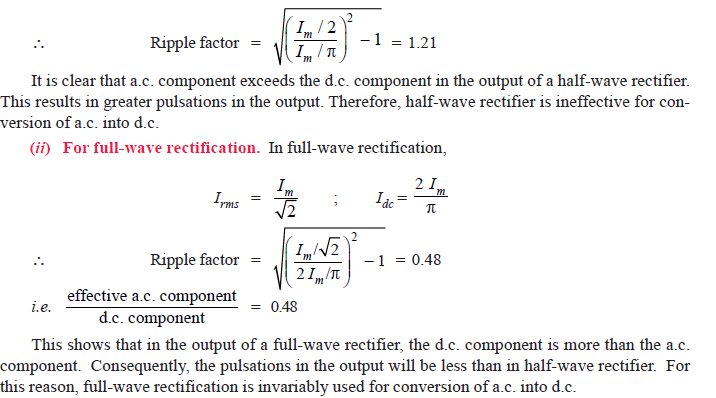 ∴ Ripple factor = √((I_m / 2)/(I_m / π))² − 1 = 1.21
It is clear that a.c. component exceeds the d.c. component in the output of a half-wave rectifier.
This results in greater pulsations in the output. Therefore, half-wave rectifier is ineffective for con-
version of a.c. into d.c.
(ii) For full-wave rectification. In full-wave rectification,
I_rms = I_m/√2 ; I_dc = 2 I_m/π
∴ Ripple factor = √((I_m/√2)/(2 I_m/π))² − 1 = 0.48
i.e. effective a.c. component/d.c. component = 0.48
This shows that in the output of a full-wave rectifier, the d.c. component is more than the a.c.
component. Consequently, the pulsations in the output will be less than in half-wave rectifier. For
this reason, full-wave rectification is invariably used for conversion of a.c. into d.c.